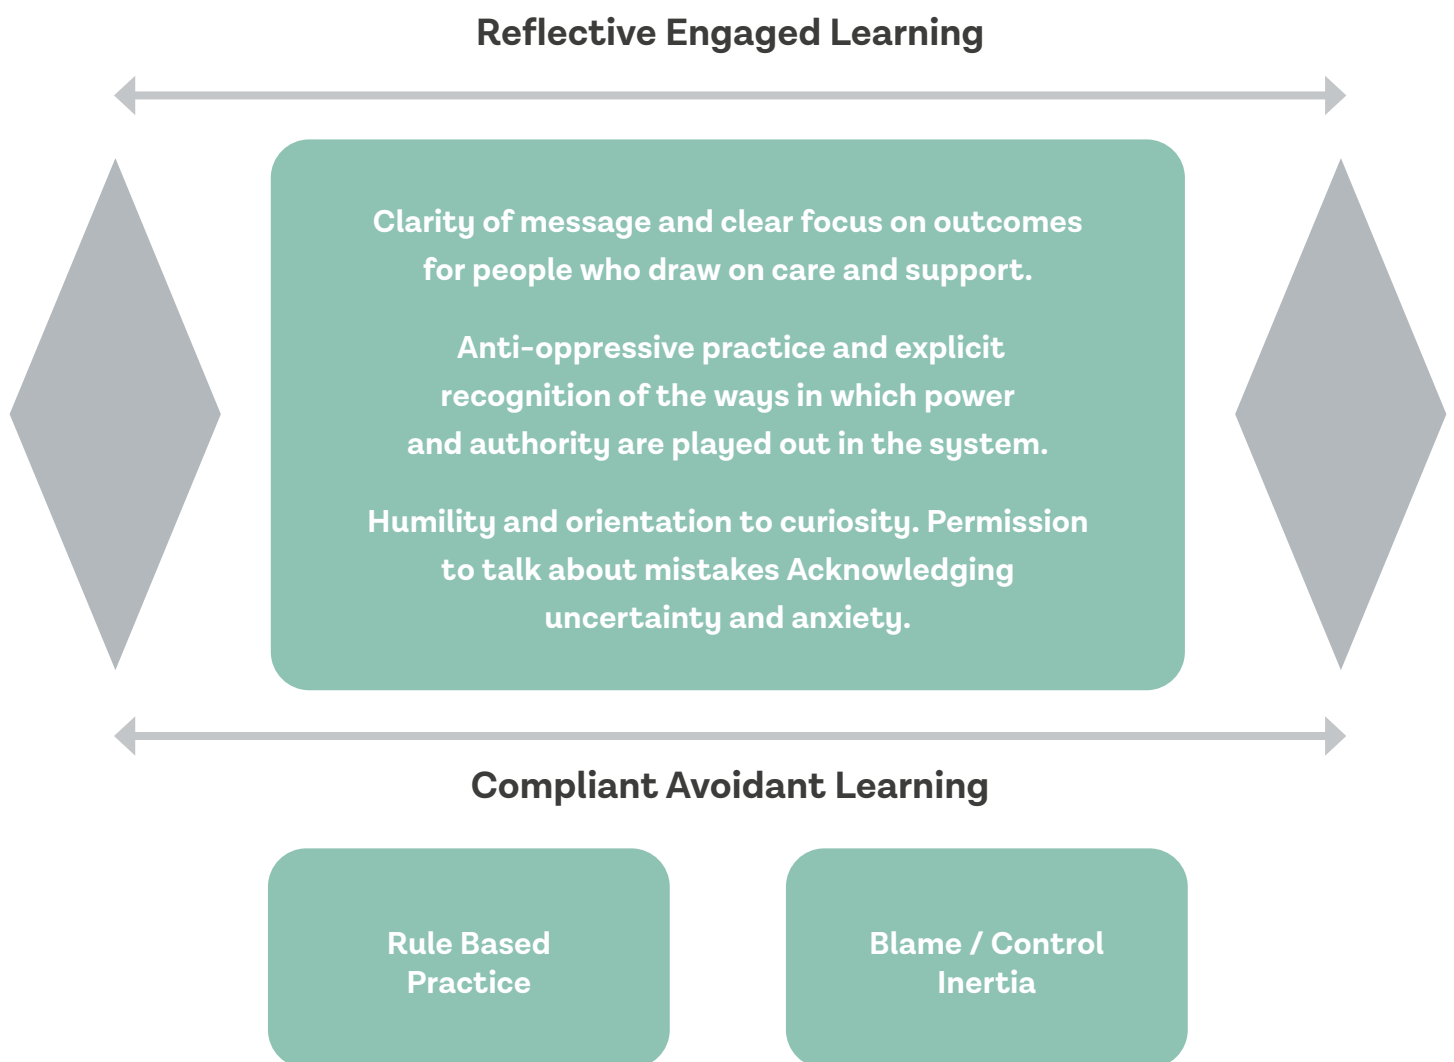 Reflective Engaged Learning
Clarity of message and clear focus on outcomes
for people who draw on care and support.
Anti-oppressive practice and explicit
recognition of the ways in which power
and authority are played out in the system.
Humility and orientation to curiosity. Permission
to talk about mistakes Acknowledging
uncertainty and anxiety.
Compliant Avoidant Learning
Rule Based
Practice
Blame / Control
Inertia